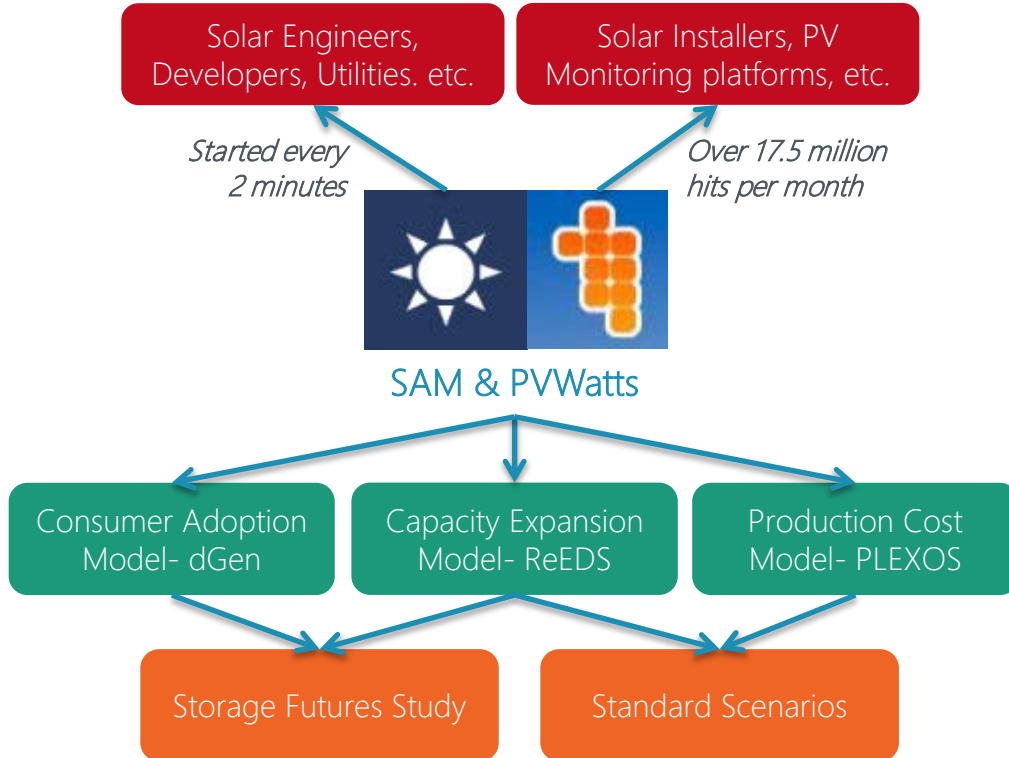 Solar Engineers,
Developers, Utilities. etc.
Solar Installers, PV
Monitoring platforms, etc.
Started every
2 minutes
Over 17.5 million
hits per month
SAM & PVWatts
Consumer Adoption
Model- dGen
Capacity Expansion
Model- ReEDS
Production Cost
Model- PLEXOS
Storage Futures Study
Standard Scenarios